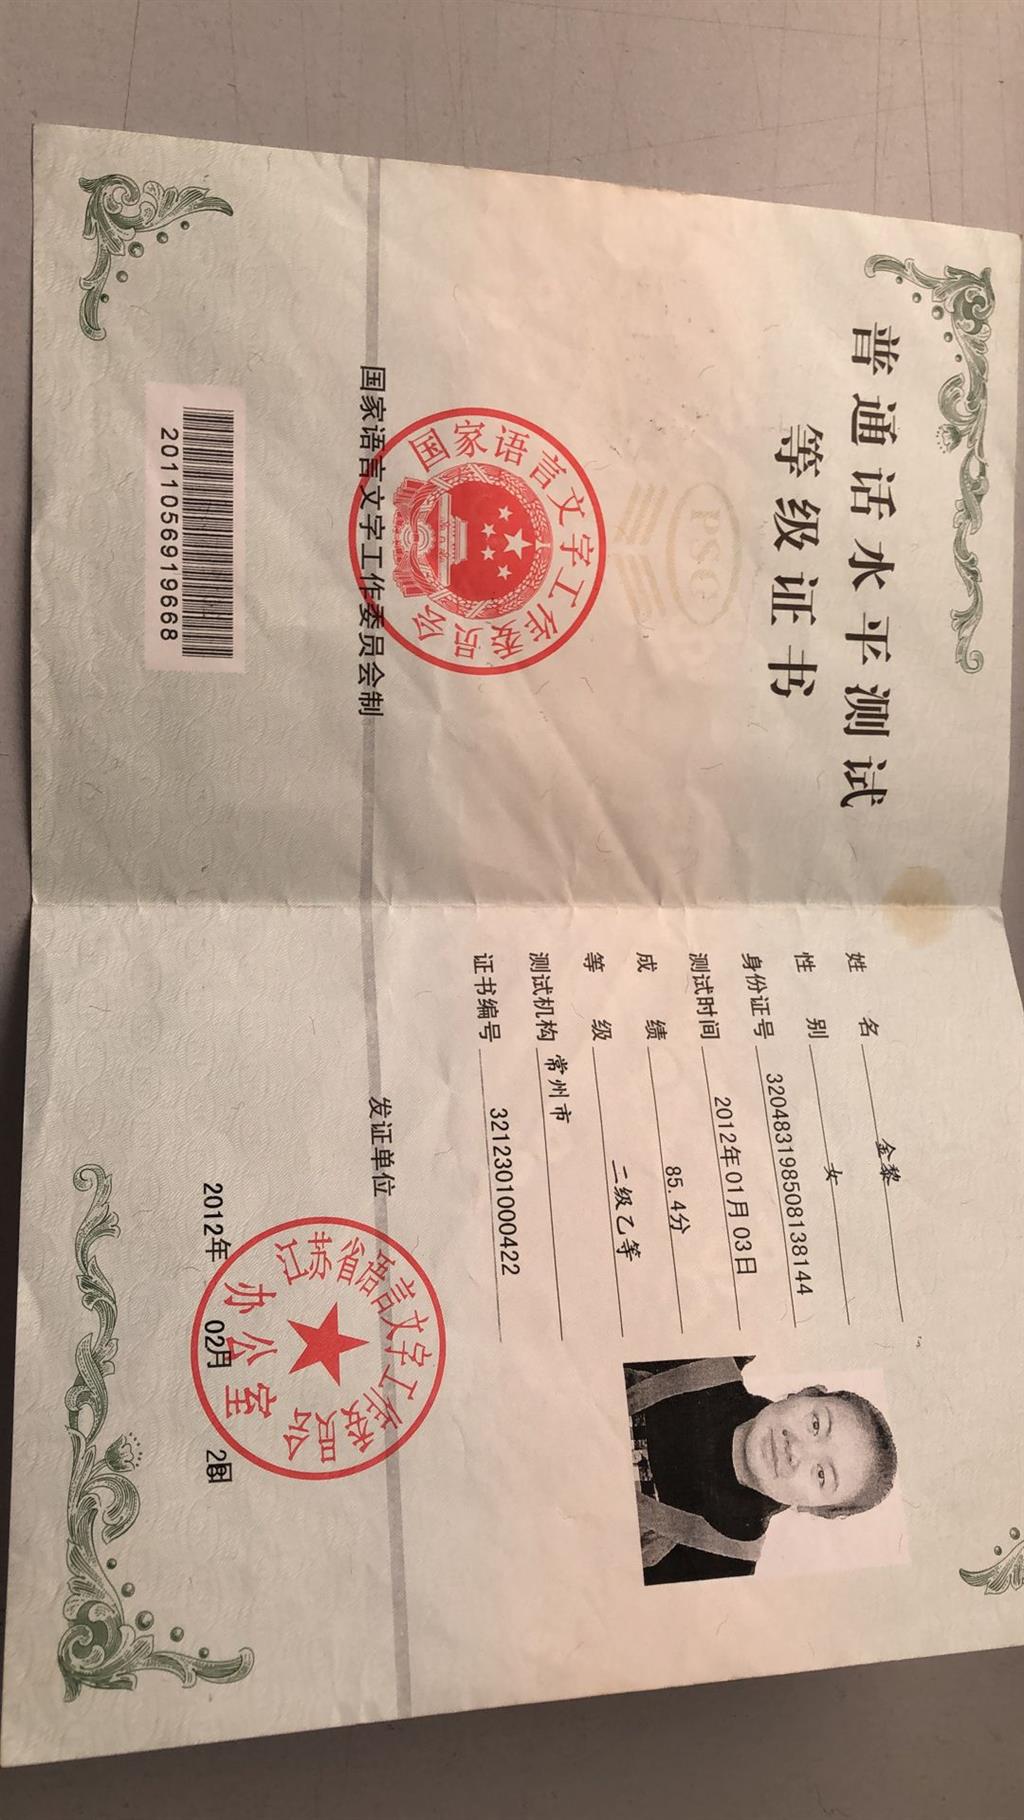 普通话水平测试
等级证书
PSC
国家语言文字工作委员会
国家语言文字工作委员会制
2011056919668
姓名 金黎
性别 女
身份证号 320483198508138144
测试时间 2012年01月03日
成绩 85.4分
等级 二级乙等
测试机构 常州市
证书编号 3212301000422
发证单位
江苏省语言文字工作委员会
办公室
2012年 02月